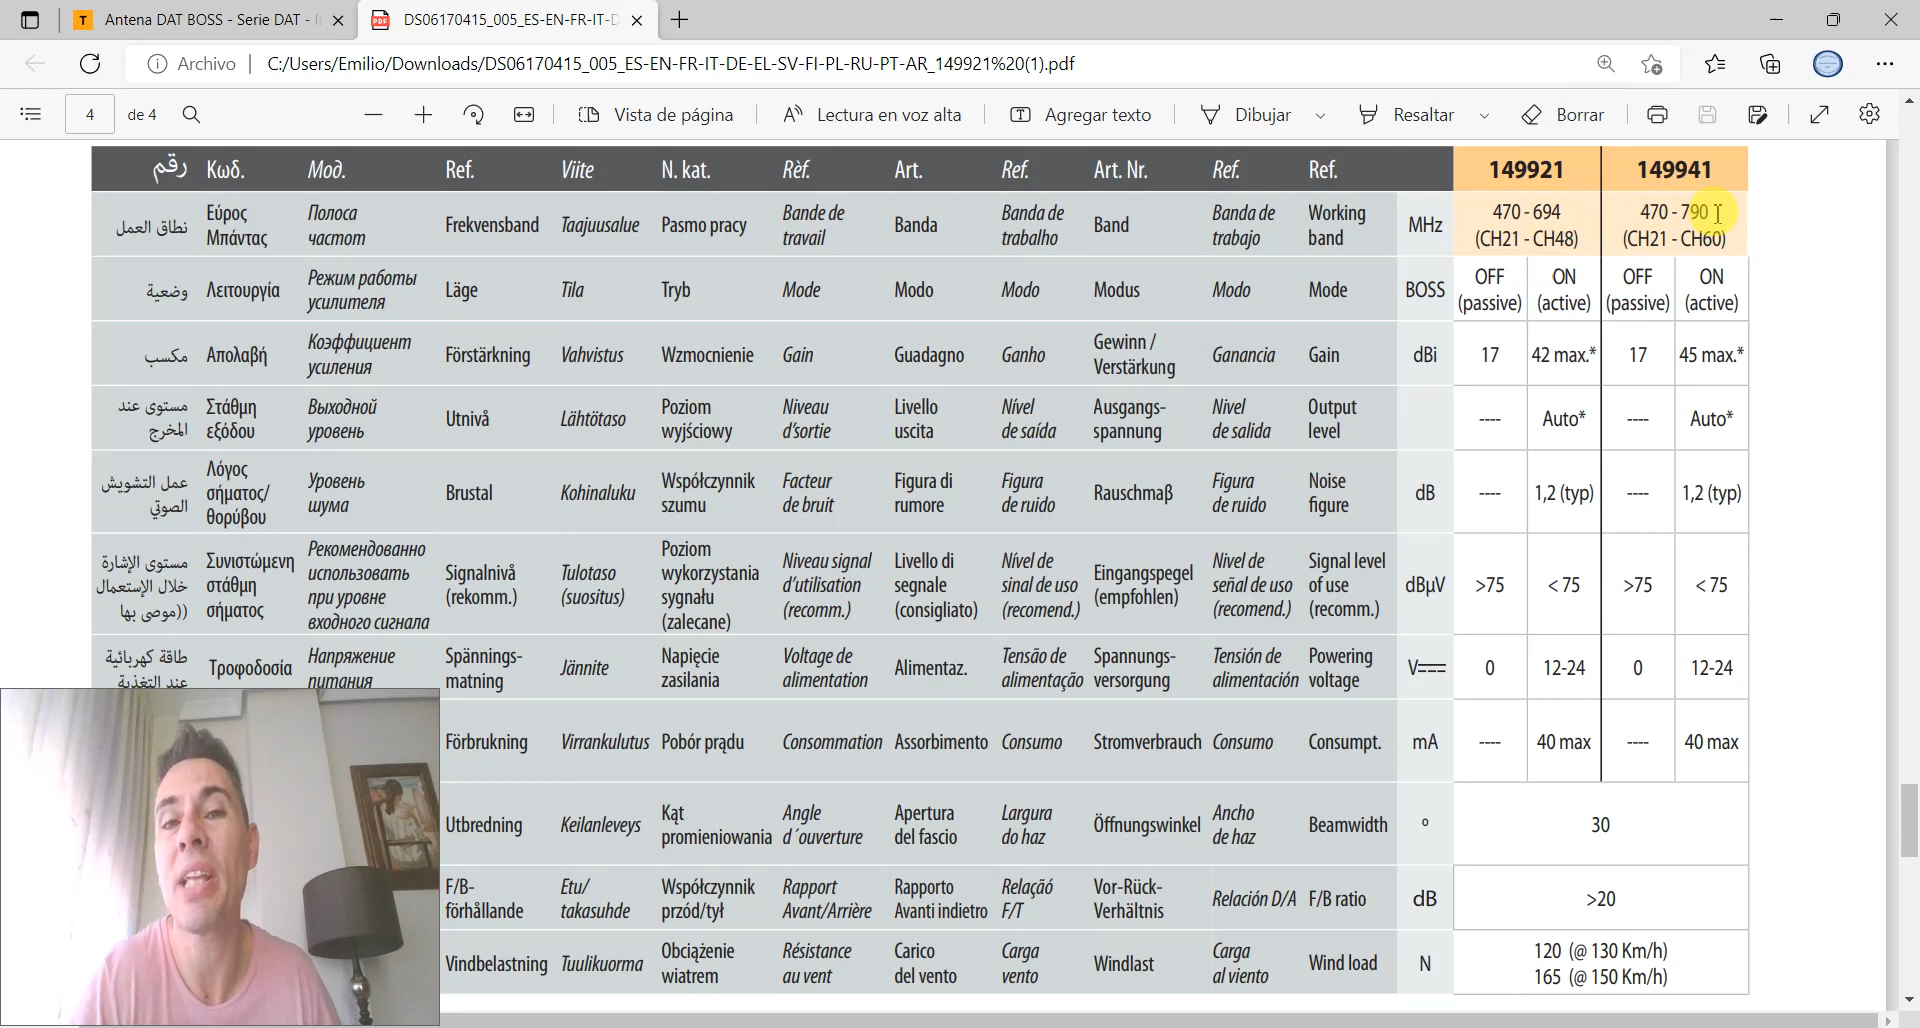 Antena DAT BOSS - Serie DAT -
DS06170415_005_ES-EN-FR-IT-D
Archivo
C:/Users/Emilio/Downloads/DS06170415_005_ES-EN-FR-IT-DE-EL-SV-FI-PL-RU-PT-AR_149921%20(1).pdf
4 de 4
Vista de página
Lectura en voz alta
Agregar texto
Dibujar
Resaltar
Borrar
رقم Κωδ. Мод. Ref. Viite N. kat. Rèf. Art. Ref. Art. Nr. Ref. Ref. 149921 149941
نطاق العمل Εύρος Μπάντας Полоса частот Frekvensband Taajuusalue Pasmo pracy Bande de travail Banda Banda de trabalho Band Banda de trabajo Working band MHz 470 - 694 (CH21 - CH48) 470 - 790 (CH21 - CH60)
وضعية Λειτουργία Режим работы усилителя Läge Tila Tryb Mode Modo Modo Modus Modo Mode BOSS OFF (passive) ON (active) OFF (passive) ON (active)
مكسب Απολαβή Коэффициент усиления Förstärkning Vahvistus Wzmocnienie Gain Guadagno Ganho Gewinn / Verstärkung Ganancia Gain dBi 17 42 max.* 17 45 max.*
مستوى عند المخرج Στάθμη εξόδου Выходной уровень Utnivå Lähtötaso Poziom wyjściowy Niveau d'sortie Livello uscita Nível de saída Ausgangs-spannung Nivel de salida Output level ---- Auto* ---- Auto*
عمل التشويش الصوتي Λόγος σήματος/ θορύβου Уровень шума Brustal Kohinaluku Współczynnik szumu Facteur de bruit Figura di rumore Figura de ruido Rauschmaβ Figura de ruido Noise figure dB ---- 1,2 (typ) ---- 1,2 (typ)
مستوى الإشارة خلال الإستعمال ((موصى بها Συνιστώμενη στάθμη σήματος Рекомендованно использовать при уровне входного сигнала Signalnivå (rekomm.) Tulotaso (suositus) Poziom wykorzystania sygnału (zalecane) Niveau signal d'utilisation (recomm.) Livello di segnale (consigliato) Nível de sinal de uso (recomend.) Eingangspegel (empfohlen) Nivel de señal de uso (recomend.) Signal level of use (recomm.) dBμV >75 < 75 >75 < 75
طاقة كهربائية عند التغذية Τροφοδοσία Напряжение питания Spännings-matning Jännite Napięcie zasilania Voltage de alimentation Alimentaz. Tensão de alimentação Spannungs-versorgung Tensión de alimentación Powering voltage V 0 12-24 0 12-24
Förbrukning Virrankulutus Pobór prądu Consommation Assorbimento Consumo Stromverbrauch Consumo Consumpt. mA ---- 40 max ---- 40 max
Utbredning Keilanleveys Kąt promieniowania Angle d´ouverture Apertura del fascio Largura do haz Öffnungswinkel Ancho de haz Beamwidth º 30
F/B-förhållande Etu/ takasuhde Współczynnik przód/tył Rapport Avant/Arrière Rapporto Avanti indietro Relaçãó F/T Vor-Rück-Verhältnis Relación D/A F/B ratio dB >20
Vindbelastning Tuulikuorma Obciążenie wiatrem Résistance au vent Carico del vento Carga vento Windlast Carga al viento Wind load N 120 (@ 130 Km/h) 165 (@ 150 Km/h)